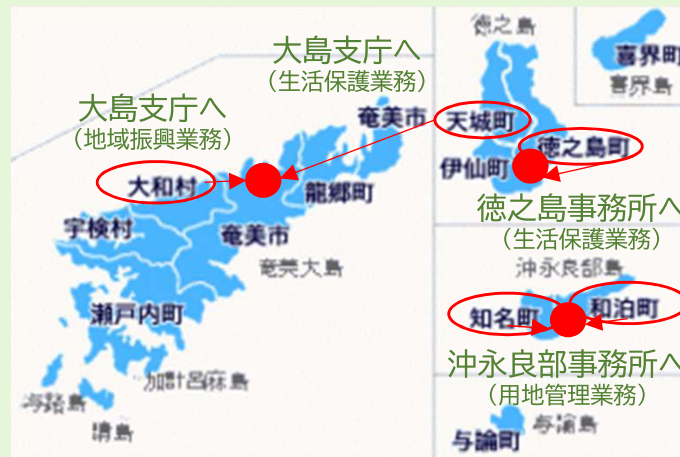 大島支庁へ
（生活保護業務）
大島支庁へ
（地域振興業務）
奄美市
大和村
龍郷町
宇検村
奄美市
奄美大島
瀬戸内町
加計呂麻島
与路島
請島
徳之島
天城町
徳之島町
伊仙町
徳之島事務所へ
（生活保護業務）
喜界町
喜界島
沖永良部島
知名町
和泊町
沖永良部事務所へ
（用地管理業務）
与論島
与論町